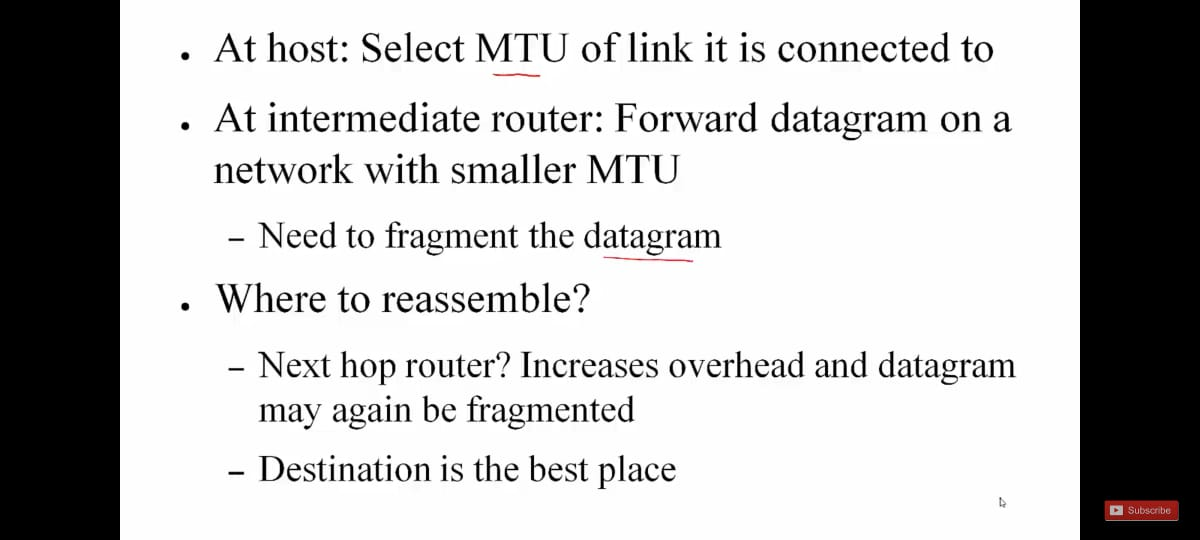 • At host: Select MTU of link it is connected to
• At intermediate router: Forward datagram on a
network with smaller MTU
– Need to fragment the datagram
• Where to reassemble?
– Next hop router? Increases overhead and datagram
may again be fragmented
– Destination is the best place
Subscribe